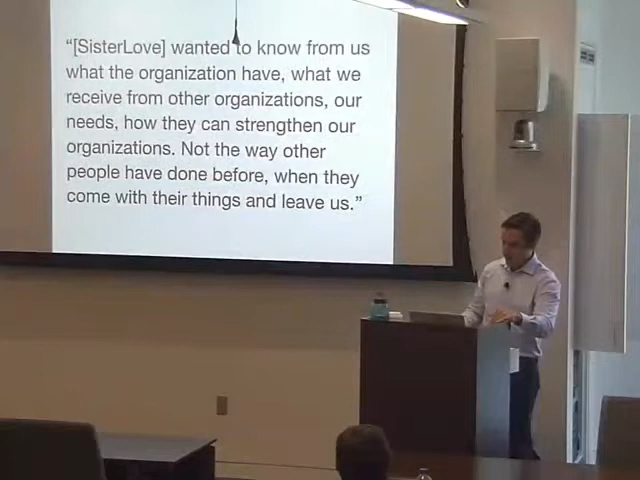 “[SisterLove] wanted to know from us
what the organization have, what we
receive from other organizations, our
needs, how they can strengthen our
organizations. Not the way other
people have done before, when they
come with their things and leave us.”